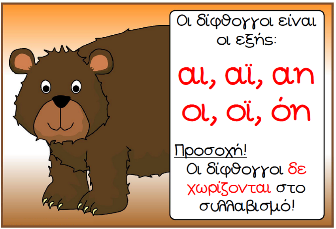 Οι δίφθογγοι είναι
οι εξής:
αι, αϊ, αη
οι, οϊ, όη
Προσοχή!
Οι δίφθογγοι δε
χωρίζονται στο
συλλαβισμό!